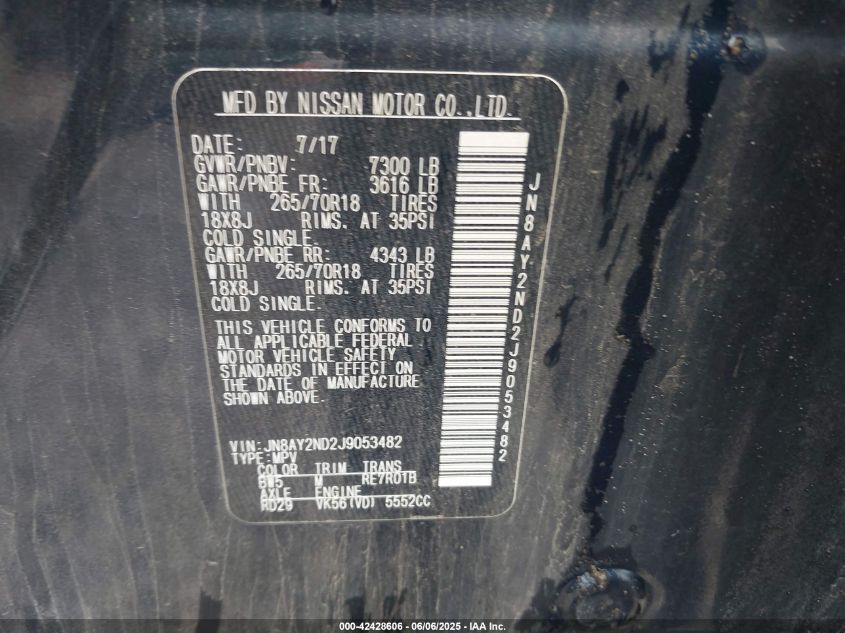 MFD BY NISSAN MOTOR CO.,LTD.
DATE: 7/17
GVWR/PNBV: 7300 LB
GAWR/PNBE FR: 3616 LB
WITH 265/70R18 TIRES
18X8J RIMS. AT 35PSI
COLD SINGLE.
GAWR/PNBE RR: 4343 LB
WITH 265/70R18 TIRES
18X8J RIMS. AT 35PSI
COLD SINGLE.
THIS VEHICLE CONFORMS TO
ALL APPLICABLE FEDERAL
MOTOR VEHICLE SAFETY
STANDARDS IN EFFECT ON
THE DATE OF MANUFACTURE
SHOWN ABOVE.
VIN:JN8AY2ND2J9053482
TYPE:MPV
COLOR TRIM TRANS
BW5 M RE7R01B
AXLE ENGINE
RD29 VK56(VD) 5552CC
JN8AY2ND2J9053482
000-42428606 - 06/06/2025 - IAA Inc.